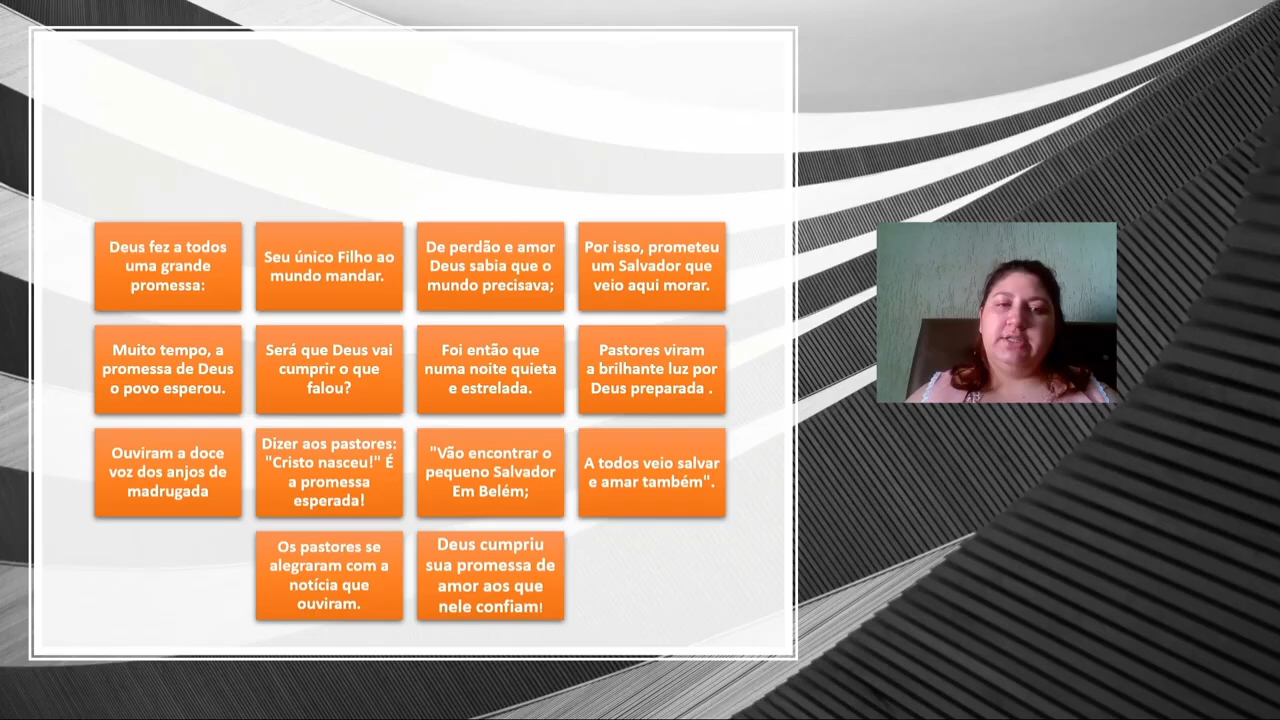 Deus fez a todos
uma grande
promessa:
Seu único Filho ao
mundo mandar.
De perdão e amor
Deus sabia que o
mundo precisava;
Por isso, prometeu
um Salvador que
veio aqui morar.
Muito tempo, a
promessa de Deus
o povo esperou.
Será que Deus vai
cumprir o que
falou?
Foi então que
numa noite quieta
e estrelada.
Pastores viram
a brilhante luz por
Deus preparada .
Ouviram a doce
voz dos anjos de
madrugada
Dizer aos pastores:
"Cristo nasceu!" É
a promessa
esperada!
"Vão encontrar o
pequeno Salvador
Em Belém;
A todos veio salvar
e amar também".
Os pastores se
alegraram com a
notícia que
ouviram.
Deus cumpriu
sua promessa de
amor aos que
nele confiam!